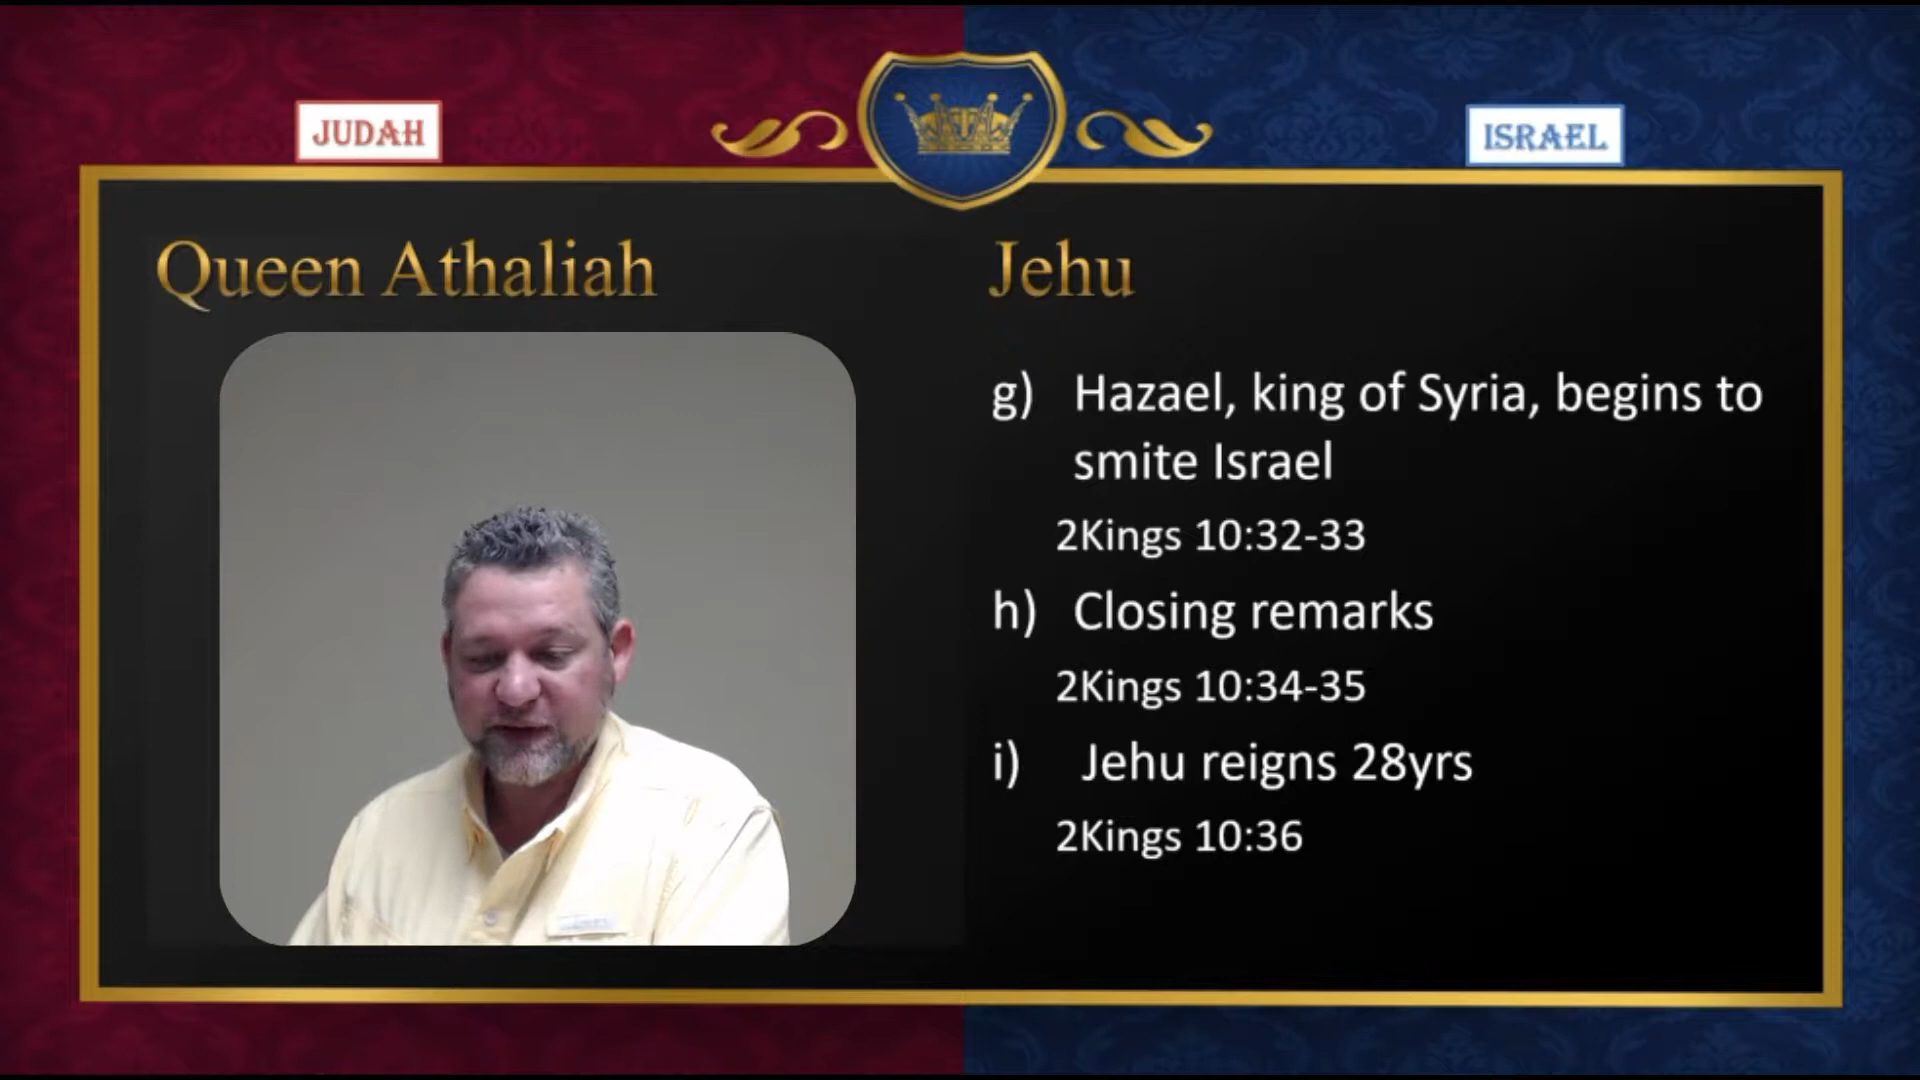 JUDAH
ISRAEL
Queen Athaliah
Jehu
g) Hazael, king of Syria, begins to
smite Israel
2Kings 10:32-33
h) Closing remarks
2Kings 10:34-35
i) Jehu reigns 28yrs
2Kings 10:36